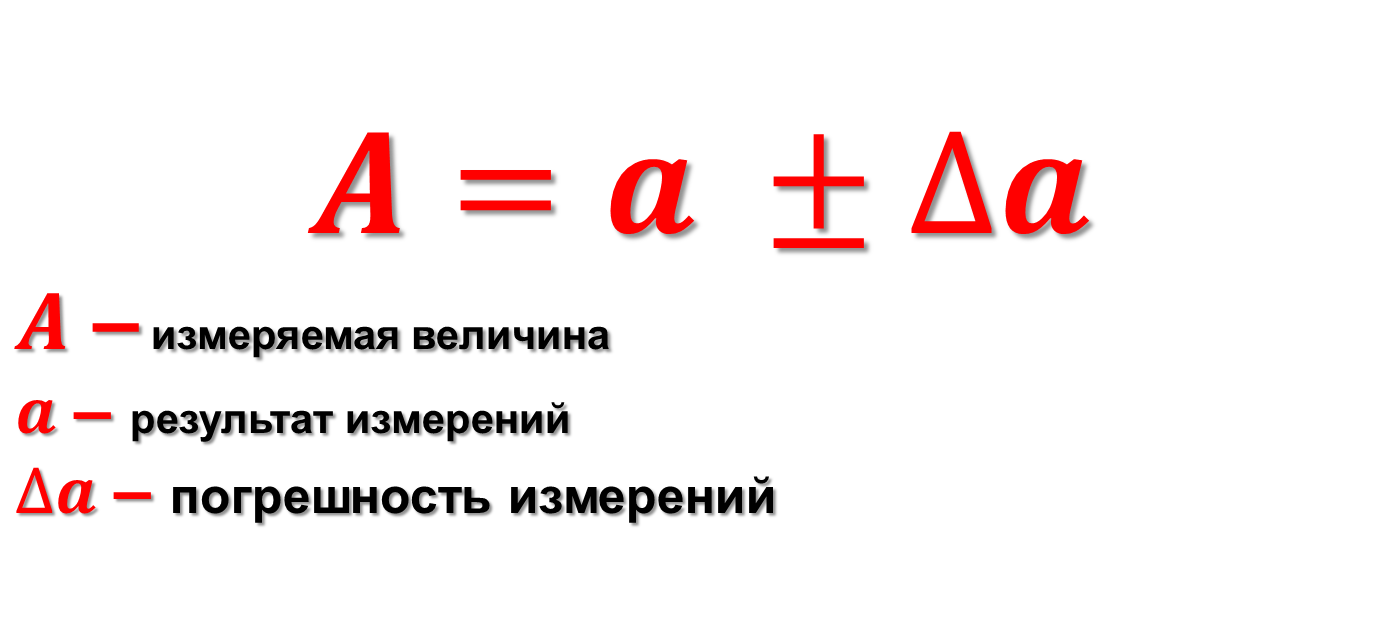 A = a ± Δa
A – измеряемая величина
a – результат измерений
Δa – погрешность измерений